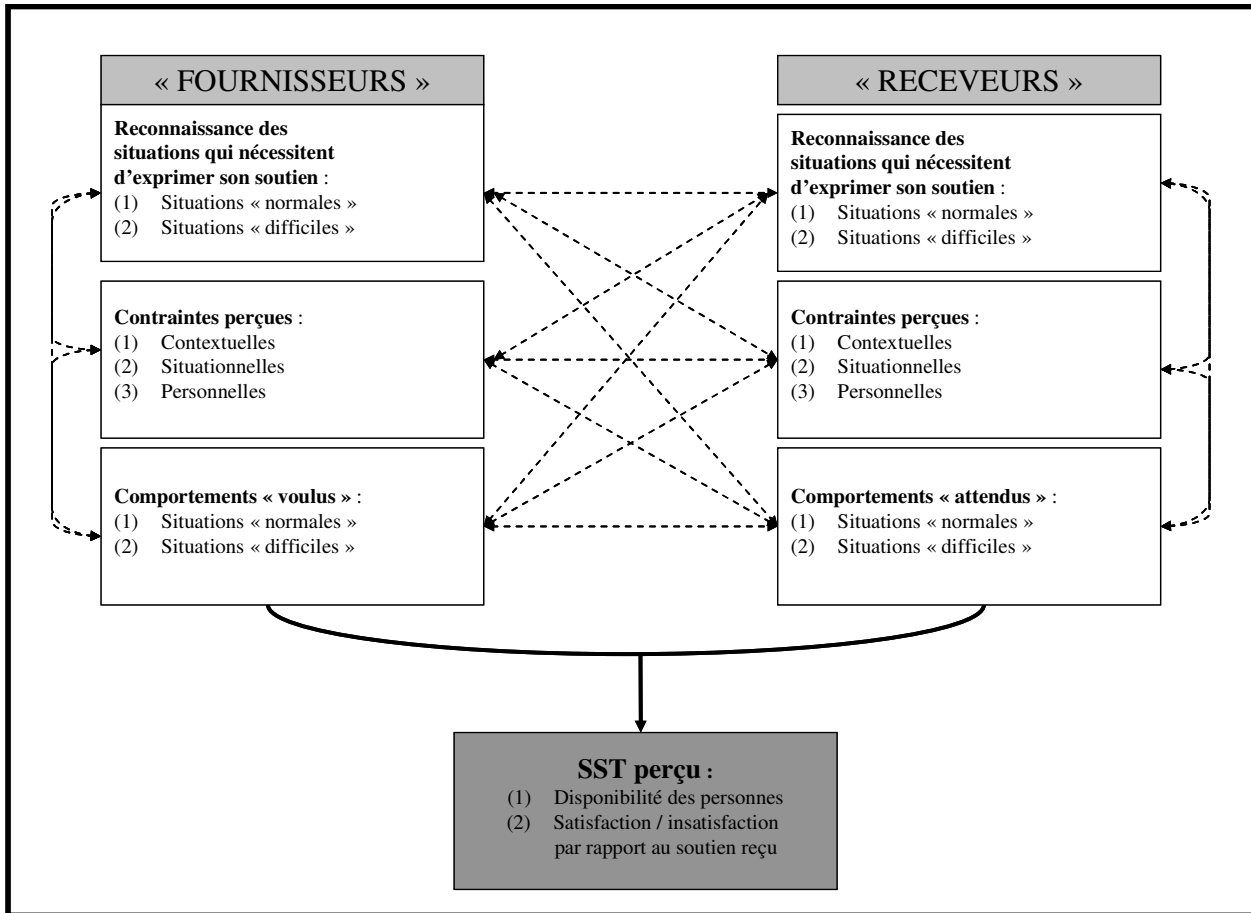 « FOURNISSEURS »
Reconnaissance des
situations qui nécessitent
d’exprimer son soutien :
(1) Situations « normales »
(2) Situations « difficiles »
Contraintes perçues :
(1) Contextuelles
(2) Situationnelles
(3) Personnelles
Comportements « voulus » :
(1) Situations « normales »
(2) Situations « difficiles »
« RECEVEURS »
Reconnaissance des
situations qui nécessitent
d’exprimer son soutien :
(1) Situations « normales »
(2) Situations « difficiles »
Contraintes perçues :
(1) Contextuelles
(2) Situationnelles
(3) Personnelles
Comportements « attendus » :
(1) Situations « normales »
(2) Situations « difficiles »
SST perçu :
(1) Disponibilité des personnes
(2) Satisfaction / insatisfaction
par rapport au soutien reçu